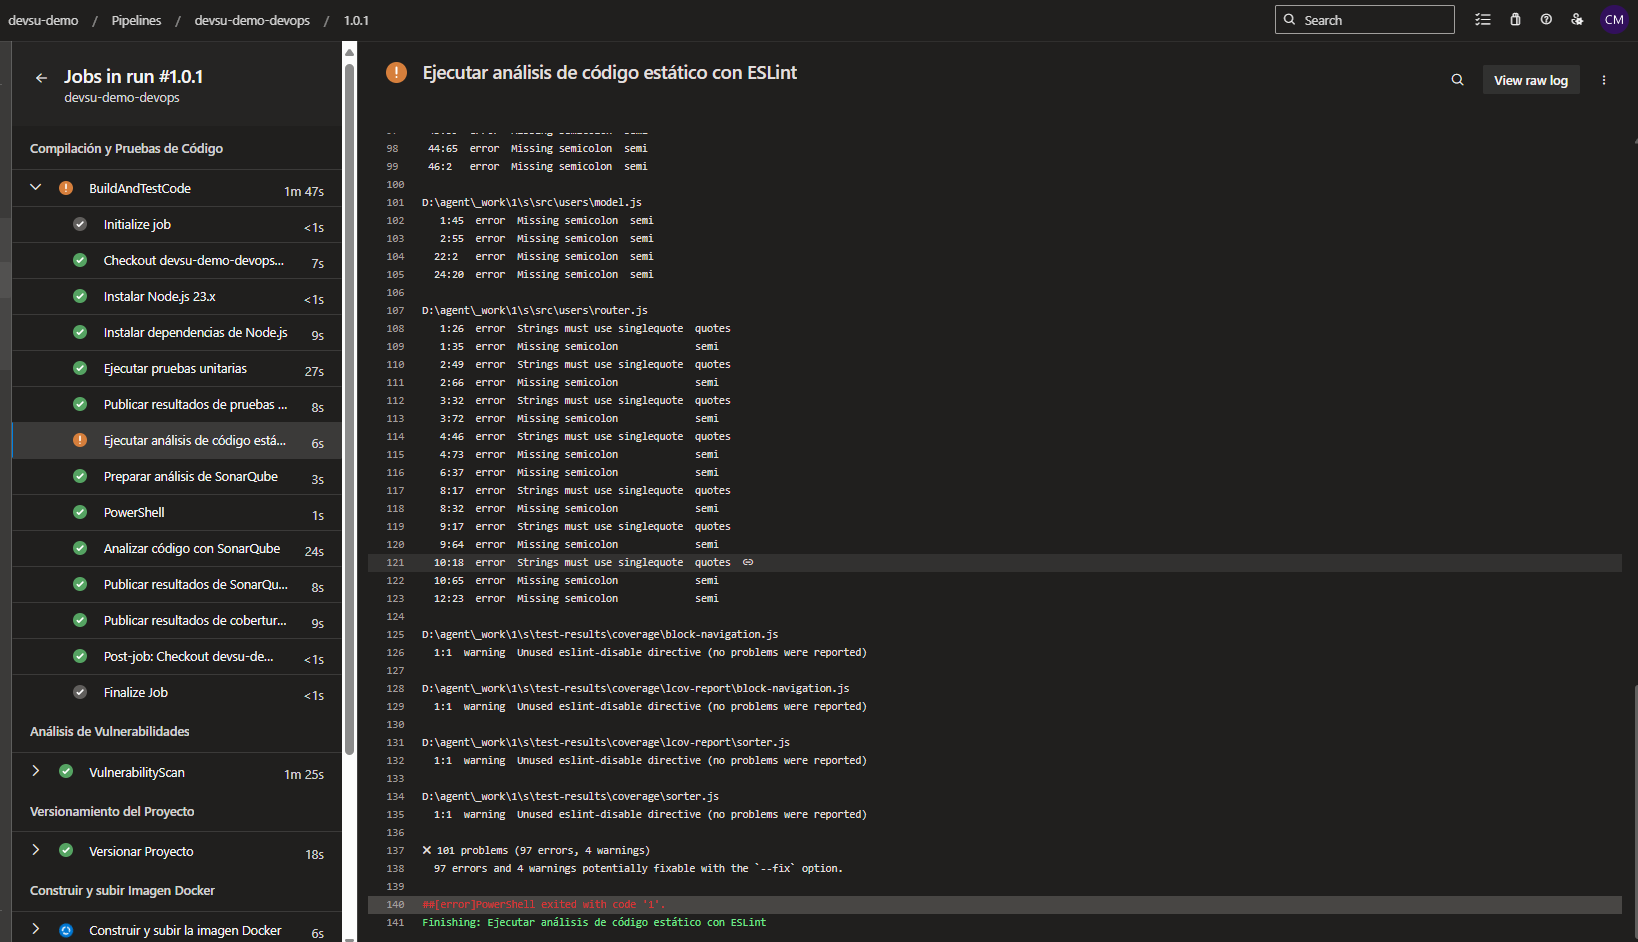 devsu-demo / Pipelines / devsu-demo-devops / 1.0.1
Search
CM
Jobs in run #1.0.1
devsu-demo-devops
Compilación y Pruebas de Código
BuildAndTestCode 1m 47s
Initialize job <1s
Checkout devsu-demo-devops... 7s
Instalar Node.js 23.x <1s
Instalar dependencias de Node.js 9s
Ejecutar pruebas unitarias 27s
Publicar resultados de pruebas ... 8s
Ejecutar análisis de código está... 6s
Preparar análisis de SonarQube 3s
PowerShell 1s
Analizar código con SonarQube 24s
Publicar resultados de SonarQu... 8s
Publicar resultados de cobertur... 9s
Post-job: Checkout devsu-de... <1s
Finalize Job <1s
Análisis de Vulnerabilidades
VulnerabilityScan 1m 25s
Versionamiento del Proyecto
Versionar Proyecto 18s
Construir y subir Imagen Docker
Construir y subir la imagen Docker 6s
Ejecutar análisis de código estático con ESLint
View raw log
98 44:65 error Missing semicolon semi
99 46:2 error Missing semicolon semi
100
101 D:\agent\_work\1\s\src\users\model.js
102 1:45 error Missing semicolon semi
103 2:55 error Missing semicolon semi
104 22:2 error Missing semicolon semi
105 24:20 error Missing semicolon semi
106
107 D:\agent\_work\1\s\src\users\router.js
108 1:26 error Strings must use singlequote quotes
109 1:35 error Missing semicolon semi
110 2:49 error Strings must use singlequote quotes
111 2:66 error Missing semicolon semi
112 3:32 error Strings must use singlequote quotes
113 3:72 error Missing semicolon semi
114 4:46 error Strings must use singlequote quotes
115 4:73 error Missing semicolon semi
116 6:37 error Missing semicolon semi
117 8:17 error Strings must use singlequote quotes
118 8:32 error Missing semicolon semi
119 9:17 error Strings must use singlequote quotes
120 9:64 error Missing semicolon semi
121 10:18 error Strings must use singlequote quotes
122 10:65 error Missing semicolon semi
123 12:23 error Missing semicolon semi
124
125 D:\agent\_work\1\s\test-results\coverage\block-navigation.js
126 1:1 warning Unused eslint-disable directive (no problems were reported)
127
128 D:\agent\_work\1\s\test-results\coverage\lcov-report\block-navigation.js
129 1:1 warning Unused eslint-disable directive (no problems were reported)
130
131 D:\agent\_work\1\s\test-results\coverage\lcov-report\sorter.js
132 1:1 warning Unused eslint-disable directive (no problems were reported)
133
134 D:\agent\_work\1\s\test-results\coverage\sorter.js
135 1:1 warning Unused eslint-disable directive (no problems were reported)
136
137 ✕ 101 problems (97 errors, 4 warnings)
138 97 errors and 4 warnings potentially fixable with the `--fix` option.
139
140 ##[error]PowerShell exited with code '1'.
141 Finishing: Ejecutar análisis de código estático con ESLint